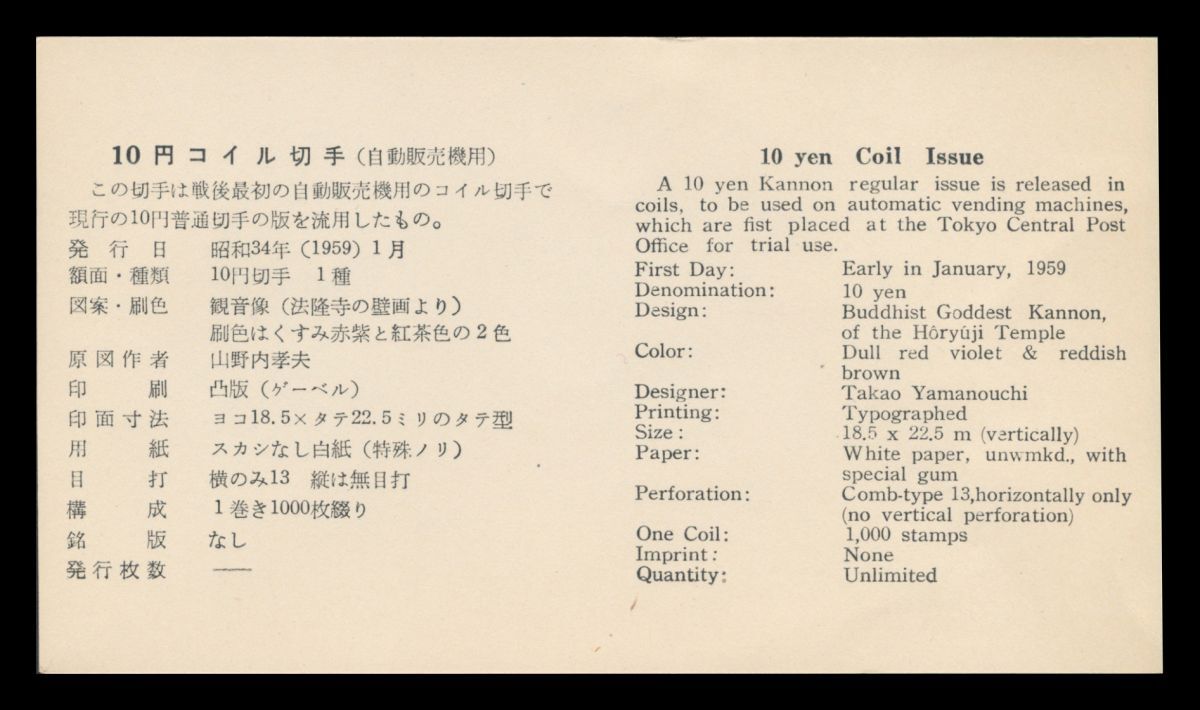 10円コイル切手(自動販売機用)
この切手は戦後最初の自動販売機用のコイル切手で
現行の10円普通切手の版を流用したもの。
発行日 昭和34年(1959)1月
額面・種類 10円切手 1種
図案・刷色 観音像(法隆寺の壁画より)
刷色はくすみ赤紫と紅茶色の2色
原図作者 山野内孝夫
印刷 凸版(ゲーベル)
印面寸法 ヨコ18.5×タテ22.5ミリのタテ型
用紙 スカシなし白紙(特殊ノリ)
目打 横のみ13 縦は無目打
構成 1巻き1000枚綴り
銘版 なし
発行枚数 ——
10 yen Coil Issue
A 10 yen Kannon regular issue is released in
coils, to be used on automatic vending machines,
which are fist placed at the Tokyo Central Post
Office for trial use.
First Day: Early in January, 1959
Denomination: 10 yen
Design: Buddhist Goddest Kannon,
of the Hôryúji Temple
Color: Dull red violet & reddish
brown
Designer: Takao Yamanouchi
Printing: Typographed
Size: 18.5 x 22.5 m (vertically)
Paper: White paper, unwmkd., with
special gum
Perforation: Comb-type 13,horizontally only
(no vertical perforation)
One Coil: 1,000 stamps
Imprint: None
Quantity: Unlimited